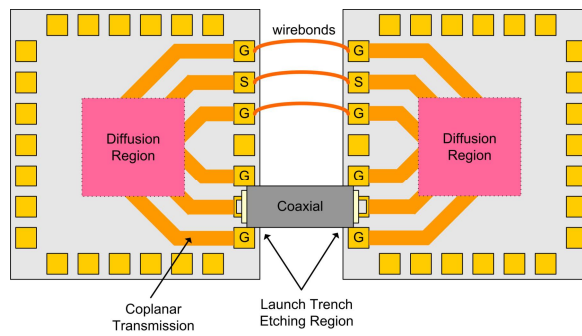 wirebonds
G
G
S
S
G
G
Diffusion
Region
Diffusion
Region
G
G
Coaxial
G
G
Coplanar
Transmission
Launch Trench
Etching Region